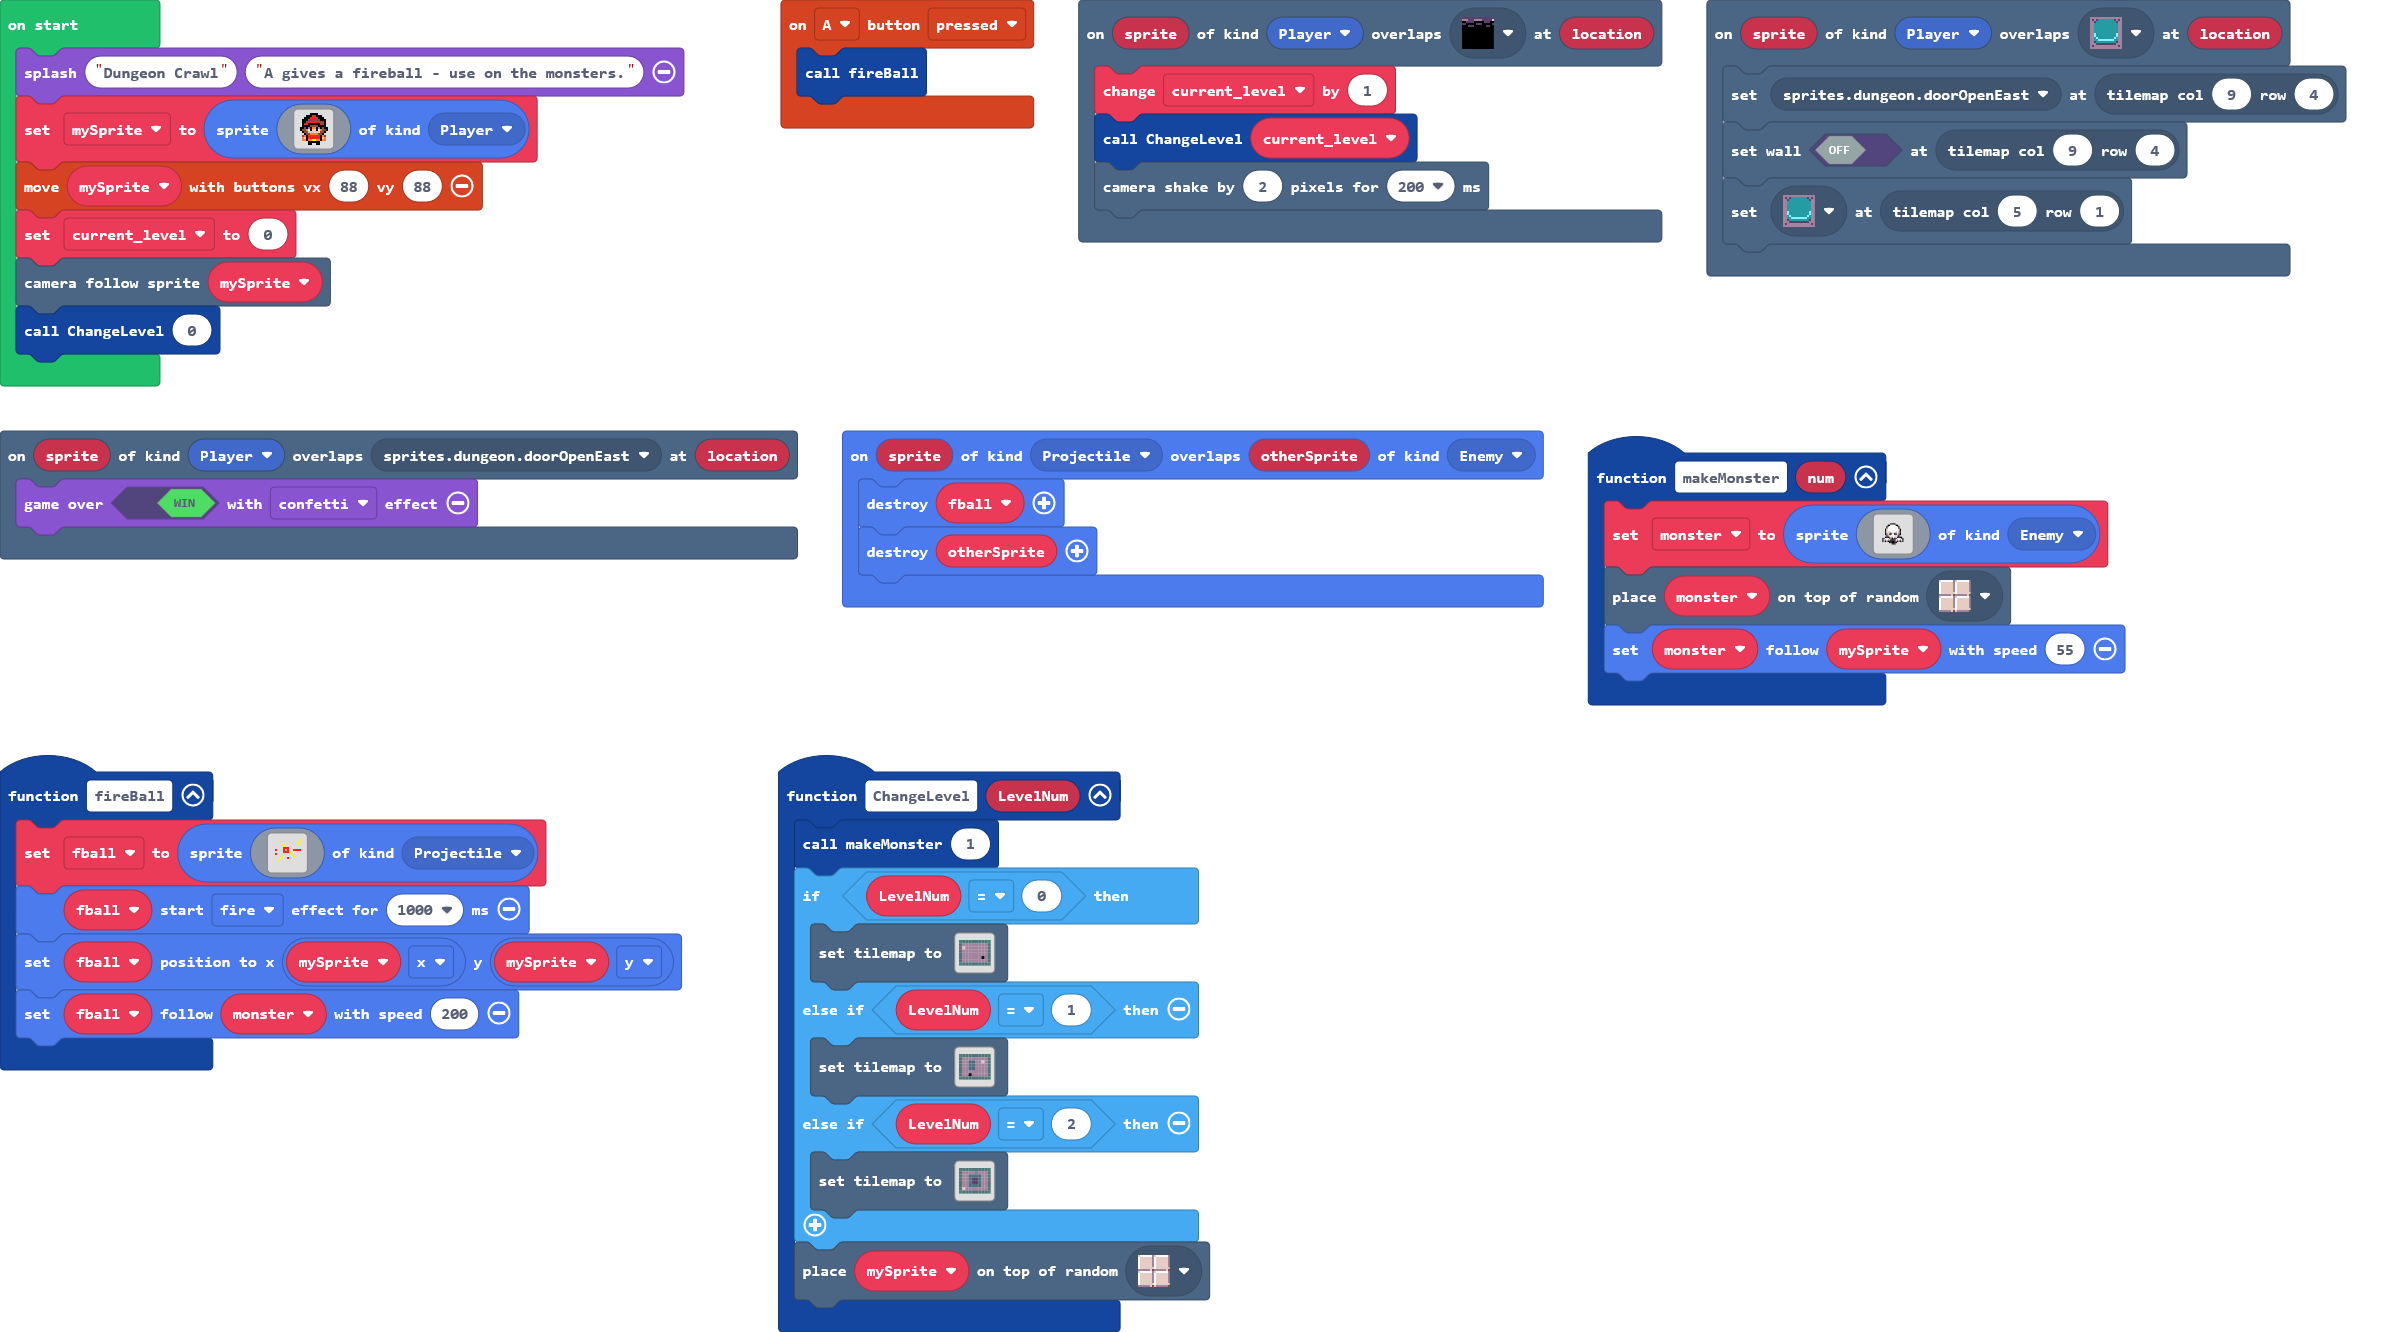 on start
splash "Dungeon Crawl" "A gives a fireball - use on the monsters."
set mySprite to sprite of kind Player
move mySprite with buttons vx 88 vy 88
set current_level to 0
camera follow sprite mySprite
call ChangeLevel 0
on A button pressed
call fireBall
on sprite of kind Player overlaps at location
change current_level by 1
call ChangeLevel current_level
camera shake by 2 pixels for 200 ms
on sprite of kind Player overlaps at location
set sprites.dungeon.doorOpenEast at tilemap col 9 row 4
set wall OFF at tilemap col 9 row 4
set at tilemap col 5 row 1
on sprite of kind Player overlaps sprites.dungeon.doorOpenEast at location
game over WIN with confetti effect
on sprite of kind Projectile overlaps otherSprite of kind Enemy
destroy fball
destroy otherSprite
function makeMonster num
set monster to sprite of kind Enemy
place monster on top of random
set monster follow mySprite with speed 55
function fireBall
set fball to sprite of kind Projectile
fball start fire effect for 1000 ms
set fball position to x mySprite x y mySprite y
set fball follow monster with speed 200
function ChangeLevel LevelNum
call makeMonster 1
if LevelNum = 0 then
set tilemap to
else if LevelNum = 1 then
set tilemap to
else if LevelNum = 2 then
set tilemap to
place mySprite on top of random